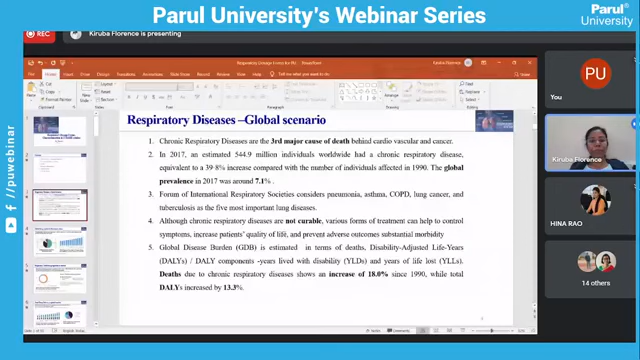 Parul University's Webinar Series
Parul®
University
REC
Kiruba Florence is presenting
Respiratory Diseases –Global scenario
1. Chronic Respiratory Diseases are the 3rd major cause of death behind cardio vascular and cancer.
2. In 2017, an estimated 544.9 million individuals worldwide had a chronic respiratory disease,
equivalent to a 39·8% increase compared with the number of individuals affected in 1990. The global
prevalence in 2017 was around 7.1% .
3. Forum of International Respiratory Societies considers pneumonia, asthma, COPD, lung cancer, and
tuberculosis as the five most important lung diseases.
4. Although chronic respiratory diseases are not curable, various forms of treatment can help to control
symptoms, increase patients' quality of life, and prevent adverse outcomes substantial morbidity
5. Global Disease Burden (GDB) is estimated in terms of deaths, Disability-Adjusted Life-Years
(DALYs) / DALY components -years lived with disability (YLDs) and years of life lost (YLLs).
Deaths due to chronic respiratory diseases shows an increase of 18.0% since 1990, while total
DALYs increased by 13.3%.
PU
You
Kiruba Florence
HINA RAO
14 others
/puwebinar